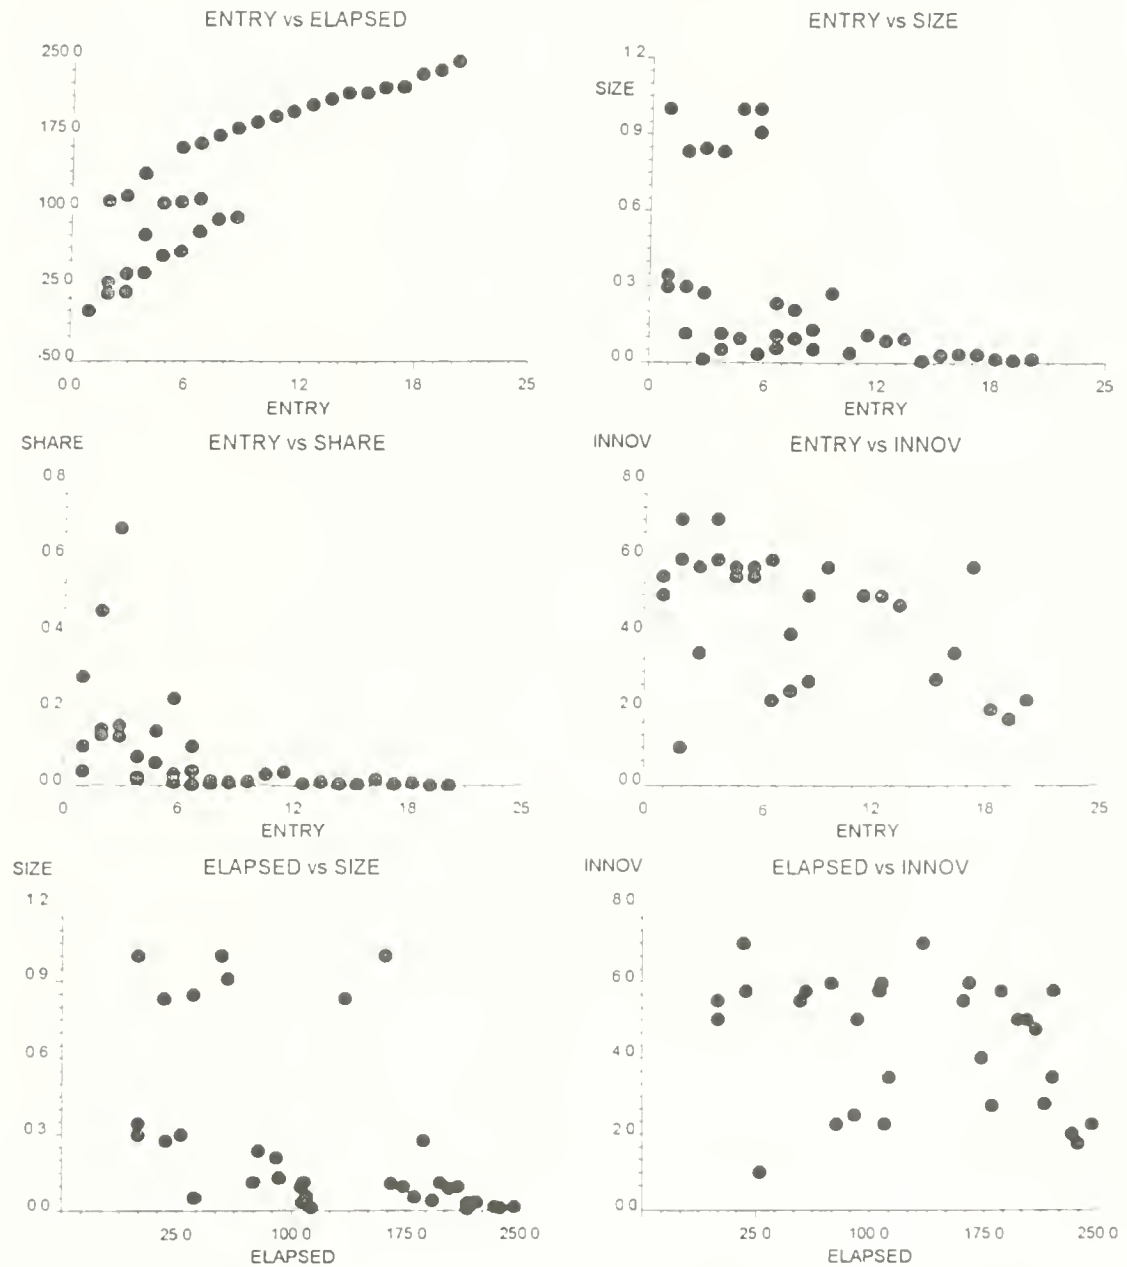 ENTRY vs ELAPSED
250 0
175 0
100 0
25 0
-50 0
0 0 6 12 18 25
ENTRY
ENTRY vs SIZE
1 2
SIZE
0 9
0 6
0 3
0 0
0 6 12 18 25
ENTRY
SHARE ENTRY vs SHARE
0 8
0 6
0 4
0 2
0 0
0 6 12 18 25
ENTRY
INNOV ENTRY vs INNOV
8 0
6 0
4 0
2 0
0 0
0 6 12 18 25
ENTRY
SIZE ELAPSED vs SIZE
1 2
0 9
0 6
0 3
0 0
25 0 100 0 175 0 250 0
ELAPSED
INNOV ELAPSED vs INNOV
8 0
6 0
4 0
2 0
0 0
25 0 100 0 175 0 250 0
ELAPSED